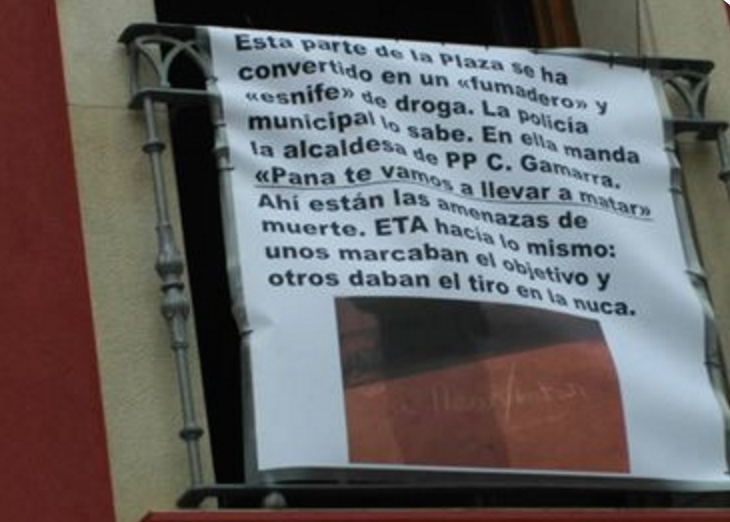 Esta parte de la Plaza se ha
convertido en un «fumadero» y
«esnife» de droga. La policía
municipal lo sabe. En ella manda
la alcaldesa de PP C. Gamarra.
«Pana te vamos a llevar a matar»
Ahí están las amenazas de
muerte. ETA hacia lo mismo:
unos marcaban el objetivo y
otros daban el tiro en la nuca.